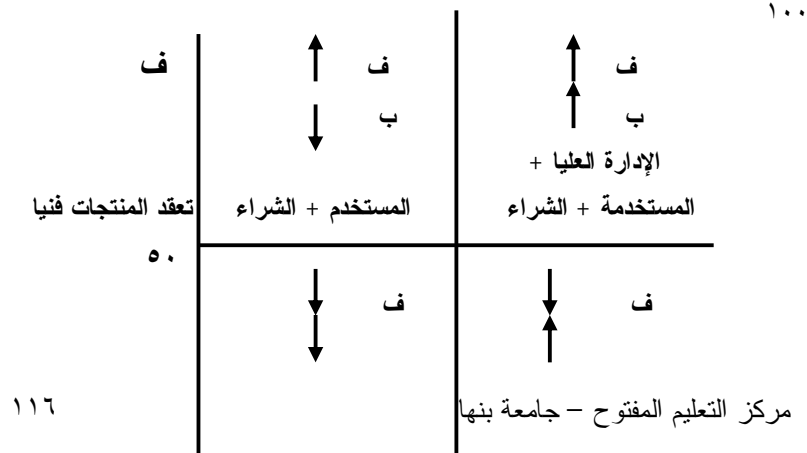 ١٠٠
ف ف ف
ب ب
الإدارة العليا +
المستخدمة + الشراء المستخدم + الشراء تعقد المنتجات فنيا
٥٠
ف ف
مركز التعليم المفتوح – جامعة بنها ١١٦